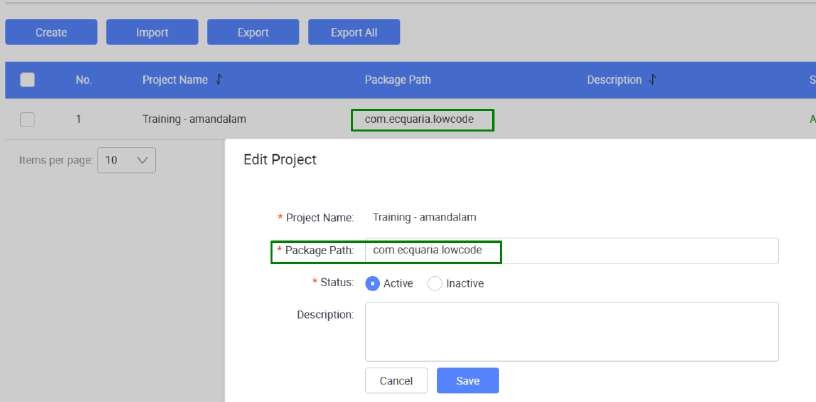 Create Import Export Export All
No. Project Name Package Path Description S
1 Training - amandalam com.ecquaria.lowcode A
Items per page: 10
Edit Project
* Project Name: Training - amandalam
* Package Path: com.ecquaria.lowcode
* Status: Active Inactive
Description:
Cancel Save